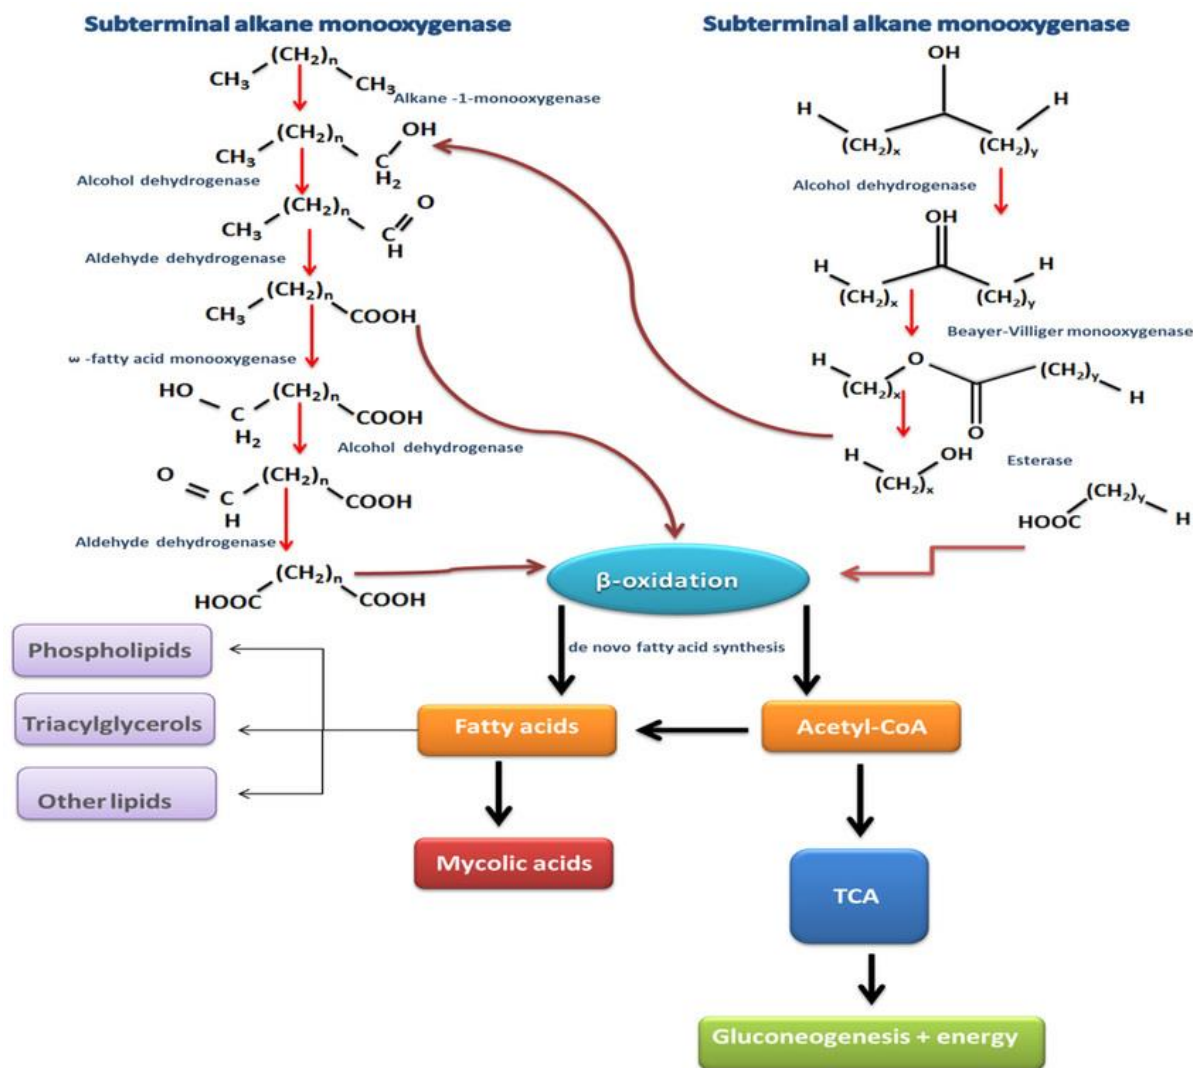 Subterminal alkane monooxygenase
CH₃ (CH₂)ₙ CH₃
Alkane -1-monooxygenase
CH₃ (CH₂)ₙ C H₂ OH
Alcohol dehydrogenase
CH₃ (CH₂)ₙ C H O
Aldehyde dehydrogenase
CH₃ (CH₂)ₙ COOH
ω -fatty acid monooxygenase
HO C H₂ (CH₂)ₙ COOH
Alcohol dehydrogenase
O C H (CH₂)ₙ COOH
Aldehyde dehydrogenase
HOOC (CH₂)ₙ COOH
Subterminal alkane monooxygenase
OH
H (CH₂)ₓ (CH₂)ᵧ H
Alcohol dehydrogenase
OH
H (CH₂)ₓ (CH₂)ᵧ H
Beayer-Villiger monooxygenase
H (CH₂)ₓ O O (CH₂)ᵧ H
H (CH₂)ₓ OH
Esterase
HOOC (CH₂)ᵧ H
β-oxidation
de novo fatty acid synthesis
Phospholipids
Triacylglycerols
Other lipids
Fatty acids
Acetyl-CoA
Mycolic acids
TCA
Gluconeogenesis + energy